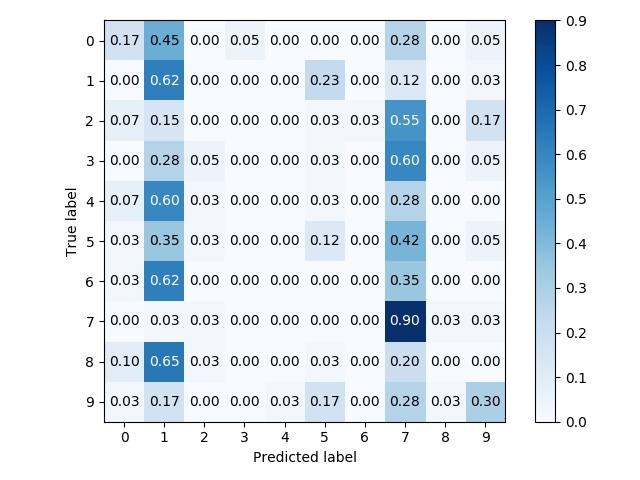 0 0.17 0.45 0.00 0.05 0.00 0.00 0.00 0.28 0.00 0.05
1 0.00 0.62 0.00 0.00 0.00 0.23 0.00 0.12 0.00 0.03
2 0.07 0.15 0.00 0.00 0.00 0.03 0.03 0.55 0.00 0.17
3 0.00 0.28 0.05 0.00 0.00 0.03 0.00 0.60 0.00 0.05
4 0.07 0.60 0.03 0.00 0.00 0.03 0.00 0.28 0.00 0.00
5 0.03 0.35 0.03 0.00 0.00 0.12 0.00 0.42 0.00 0.05
6 0.03 0.62 0.00 0.00 0.00 0.00 0.00 0.35 0.00 0.00
7 0.00 0.03 0.03 0.00 0.00 0.00 0.00 0.90 0.03 0.03
8 0.10 0.65 0.03 0.00 0.00 0.03 0.00 0.20 0.00 0.00
9 0.03 0.17 0.00 0.00 0.03 0.17 0.00 0.28 0.03 0.30
0 1 2 3 4 5 6 7 8 9
Predicted label
True label
0.9
0.8
0.7
0.6
0.5
0.4
0.3
0.2
0.1
0.0